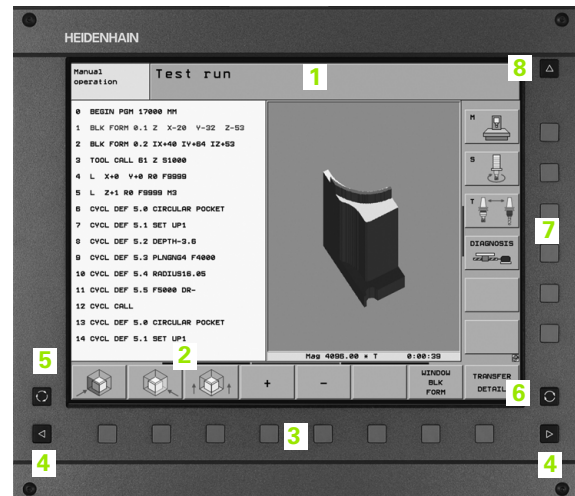 HEIDENHAIN
Manual operation
Test run
1
8
0 BEGIN PGM 17000 MM
1 BLK FORM 0.1 Z X-20 Y-32 Z-53
2 BLK FORM 0.2 IX+40 IY+64 IZ+53
3 TOOL CALL 61 Z S1000
4 L X+0 Y+0 R0 F9999
5 L Z+1 R0 F9999 M3
6 CYCL DEF 5.0 CIRCULAR POCKET
7 CYCL DEF 5.1 SET UP1
8 CYCL DEF 5.2 DEPTH-3.6
9 CYCL DEF 5.3 PLNGNG4 F4000
10 CYCL DEF 5.4 RADIUS16.05
11 CYCL DEF 5.5 F5000 DR-
12 CYCL CALL
13 CYCL DEF 5.0 CIRCULAR POCKET
14 CYCL DEF 5.1 SET UP1
M
S
T
DIAGNOSIS
7
Mag 4096.00 * T 0:00:39
2
5
+
-
WINDOW
BLK
FORM
TRANSFER
DETAIL
6
3
4
4